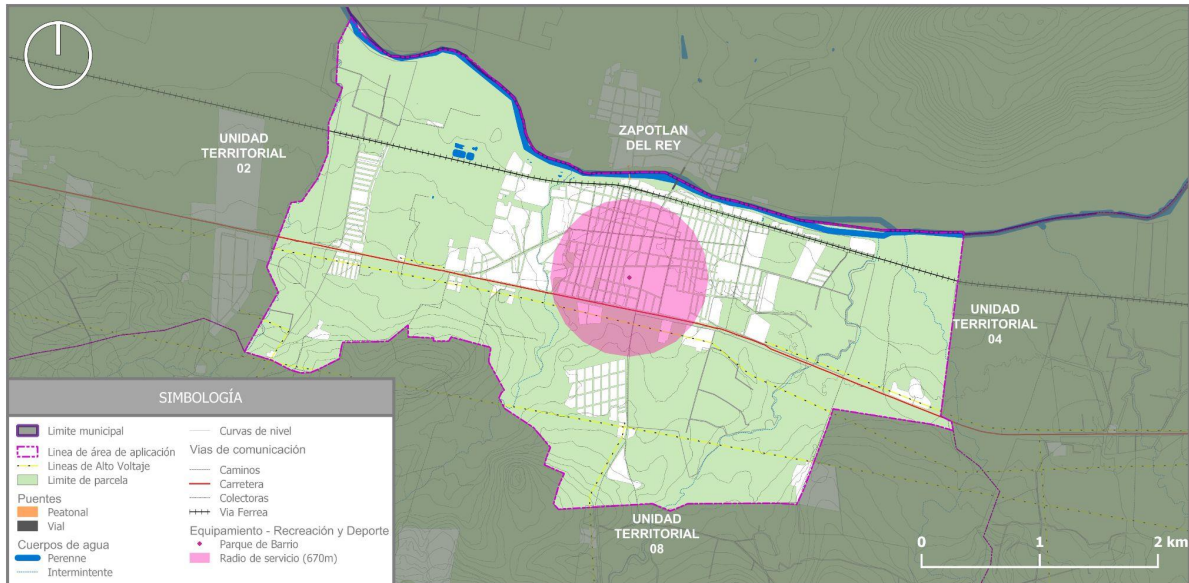 UNIDAD
TERRITORIAL
02
ZAPOTLAN
DEL REY
UNIDAD
TERRITORIAL
04
UNIDAD
TERRITORIAL
08
SIMBOLOGÍA
Limite municipal
Linea de área de aplicación
Lineas de Alto Voltaje
Limite de parcela
Puentes
Peatonal
Vial
Cuerpos de agua
Perenne
Intermintente
Curvas de nivel
Vias de comunicación
Caminos
Carretera
Colectoras
Via Ferrea
Equipamiento - Recreación y Deporte
Parque de Barrio
Radio de servicio (670m)
0 1 2 km